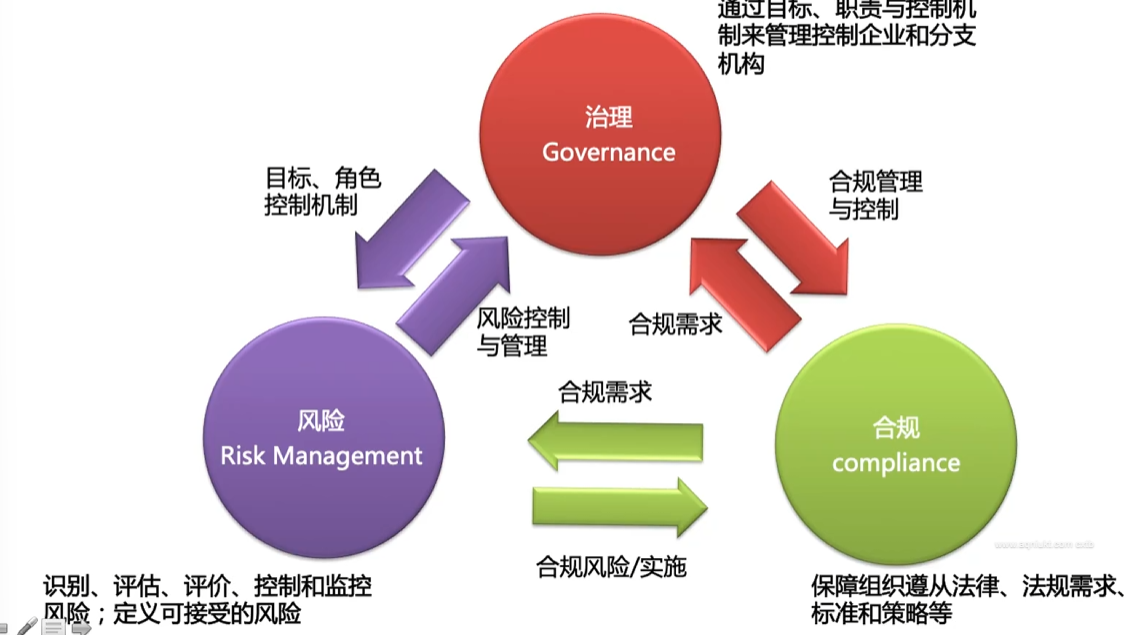 通过目标、职责与控制机
制来管理控制企业和分支
机构
治理
Governance
目标、角色
控制机制
合规管理
与控制
风险控制
与管理
合规需求
合规需求
风险
Risk Management
合规
compliance
合规风险/实施
识别、评估、评价、控制和监控
风险；定义可接受的风险
保障组织遵从法律、法规需求、
标准和策略等